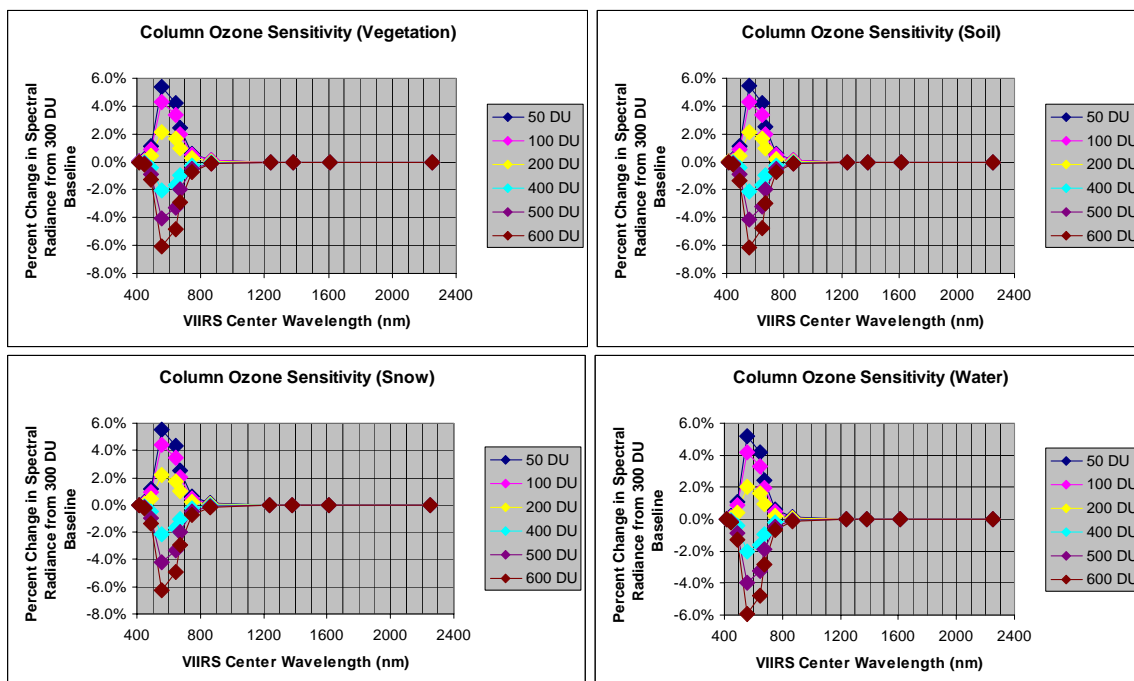 Column Ozone Sensitivity (Vegetation)
6.0%
4.0%
2.0%
0.0%
-2.0%
-4.0%
-6.0%
-8.0%
400 800 1200 1600 2000 2400
VIIRS Center Wavelength (nm)
Percent Change in Spectral
Radiance from 300 DU
Baseline
50 DU
100 DU
200 DU
400 DU
500 DU
600 DU
Column Ozone Sensitivity (Soil)
6.0%
4.0%
2.0%
0.0%
-2.0%
-4.0%
-6.0%
-8.0%
400 800 1200 1600 2000 2400
VIIRS Center Wavelength (nm)
Percent Change in Spectral
Radiance from 300 DU
Baseline
50 DU
100 DU
200 DU
400 DU
500 DU
600 DU
Column Ozone Sensitivity (Snow)
6.0%
4.0%
2.0%
0.0%
-2.0%
-4.0%
-6.0%
-8.0%
400 800 1200 1600 2000 2400
VIIRS Center Wavelength (nm)
Percent Change in Spectral
Radiance from 300 DU
Baseline
50 DU
100 DU
200 DU
400 DU
500 DU
600 DU
Column Ozone Sensitivity (Water)
6.0%
4.0%
2.0%
0.0%
-2.0%
-4.0%
-6.0%
400 800 1200 1600 2000 2400
VIIRS Center Wavelength (nm)
Percent Change in Spectral
Radiance from 300 DU
Baseline
50 DU
100 DU
200 DU
400 DU
500 DU
600 DU